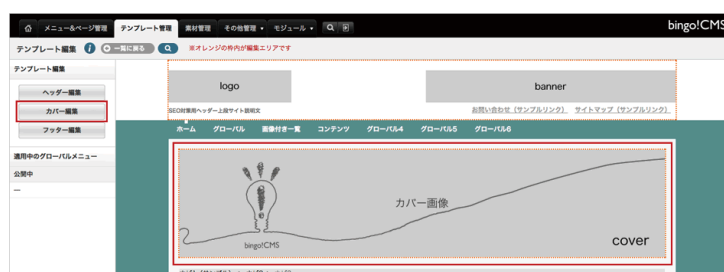 bingo!CMS
メニュー&ページ管理 テンプレート管理 素材管理 その他管理 モジュール
テンプレート編集 一覧に戻る ※オレンジの枠内が編集エリアです
テンプレート編集
ヘッダー編集
カバー編集
フッター編集
適用中のグローバルメニュー
公開中
—
logo
banner
SEO対策用ヘッダー上段サイト説明文
お問い合わせ（サンプルリンク） サイトマップ（サンプルリンク）
ホーム グローバル 画像付き一覧 コンテンツ グローバル4 グローバル5 グローバル6
カバー画像
bingo!CMS
cover